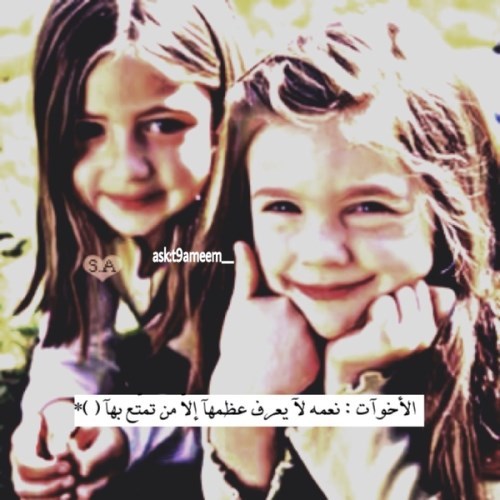 askt9ameem__
S.A
الأخوآت : نعمه لآ يعرف عظمهآ إلا من تمتع بهآ ( )*